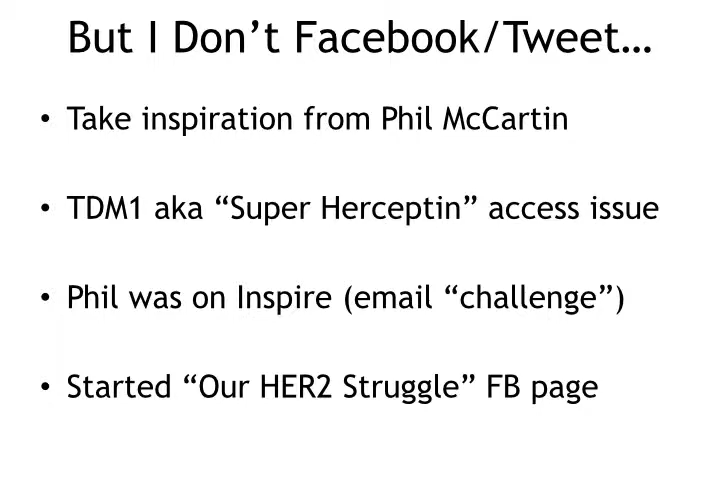 But I Don’t Facebook/Tweet…
• Take inspiration from Phil McCartin
• TDM1 aka “Super Herceptin” access issue
• Phil was on Inspire (email “challenge”)
• Started “Our HER2 Struggle” FB page